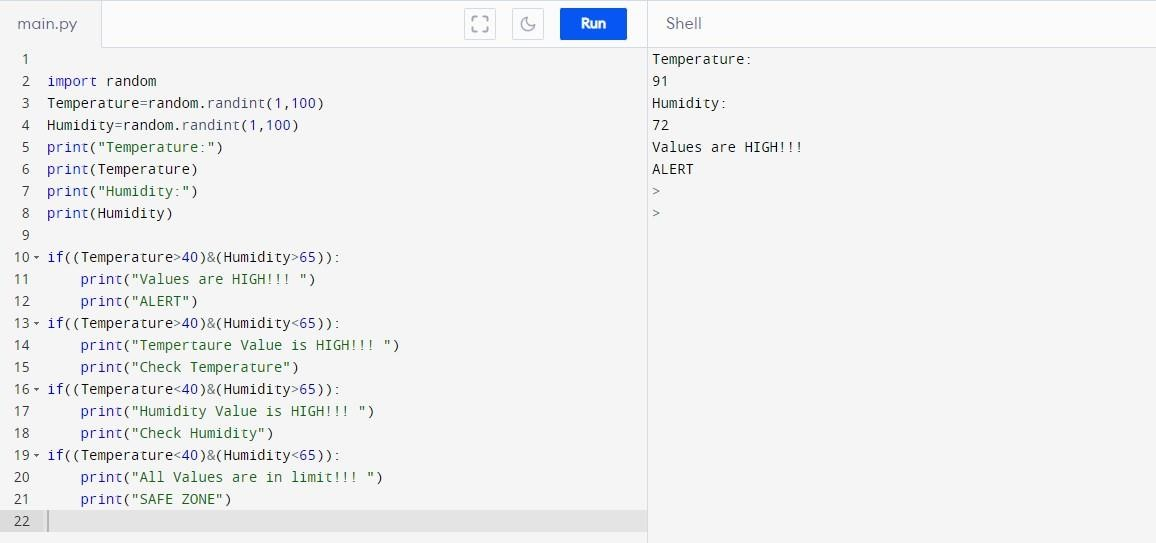 main.py
Run
Shell
1
2 import random
3 Temperature=random.randint(1,100)
4 Humidity=random.randint(1,100)
5 print("Temperature:")
6 print(Temperature)
7 print("Humidity:")
8 print(Humidity)
9
10 if((Temperature>40)&(Humidity>65)):
11     print("Values are HIGH!!! ")
12     print("ALERT")
13 if((Temperature>40)&(Humidity<65)):
14     print("Tempertaure Value is HIGH!!! ")
15     print("Check Temperature")
16 if((Temperature<40)&(Humidity>65)):
17     print("Humidity Value is HIGH!!! ")
18     print("Check Humidity")
19 if((Temperature<40)&(Humidity<65)):
20     print("All Values are in limit!!! ")
21     print("SAFE ZONE")
22
Temperature:
91
Humidity:
72
Values are HIGH!!!
ALERT
>
>